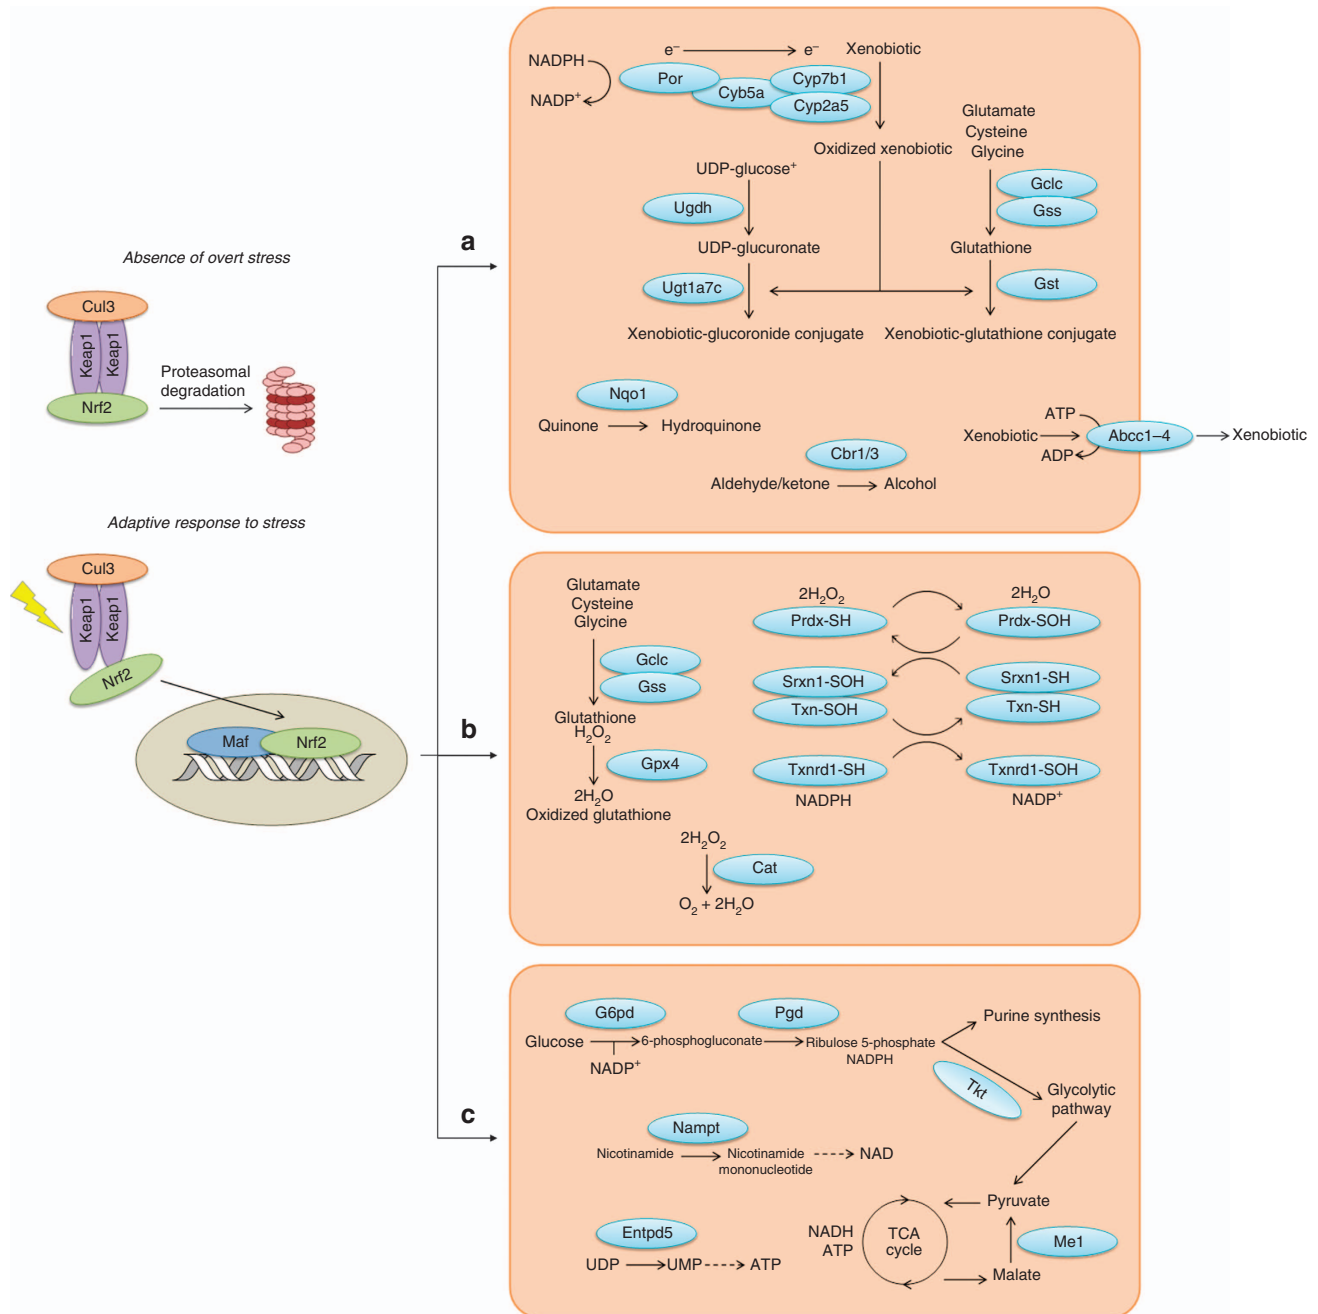 Absence of overt stress
Cul3
Keap1
Keap1
Nrf2
Proteasomal
degradation
Adaptive response to stress
Cul3
Keap1
Keap1
Nrf2
Maf
Nrf2
a
NADPH
NADP+
e–
e–
Por
Cyb5a
Cyp7b1
Cyp2a5
Xenobiotic
Oxidized xenobiotic
Glutamate
Cysteine
Glycine
Gclc
Gss
UDP-glucose+
Ugdh
UDP-glucuronate
Glutathione
Ugt1a7c
Gst
Xenobiotic-glucoronide conjugate
Xenobiotic-glutathione conjugate
Nqo1
Quinone
Hydroquinone
Cbr1/3
Aldehyde/ketone
Alcohol
ATP
Xenobiotic
ADP
Abcc1–4
Xenobiotic
b
Glutamate
Cysteine
Glycine
Gclc
Gss
Glutathione
H2O2
Gpx4
2H2O
Oxidized glutathione
2H2O2
Cat
O2 + 2H2O
2H2O2
2H2O
Prdx-SH
Prdx-SOH
Srxn1-SOH
Srxn1-SH
Txn-SOH
Txn-SH
Txnrd1-SH
Txnrd1-SOH
NADPH
NADP+
c
G6pd
Pgd
Glucose
6-phosphogluconate
Ribulose 5-phosphate
NADP+
NADPH
Purine synthesis
Tkt
Glycolytic
pathway
Nampt
Nicotinamide
Nicotinamide
mononucleotide
NAD
Pyruvate
Entpd5
UDP
UMP
ATP
NADH
ATP
TCA
cycle
Me1
Malate